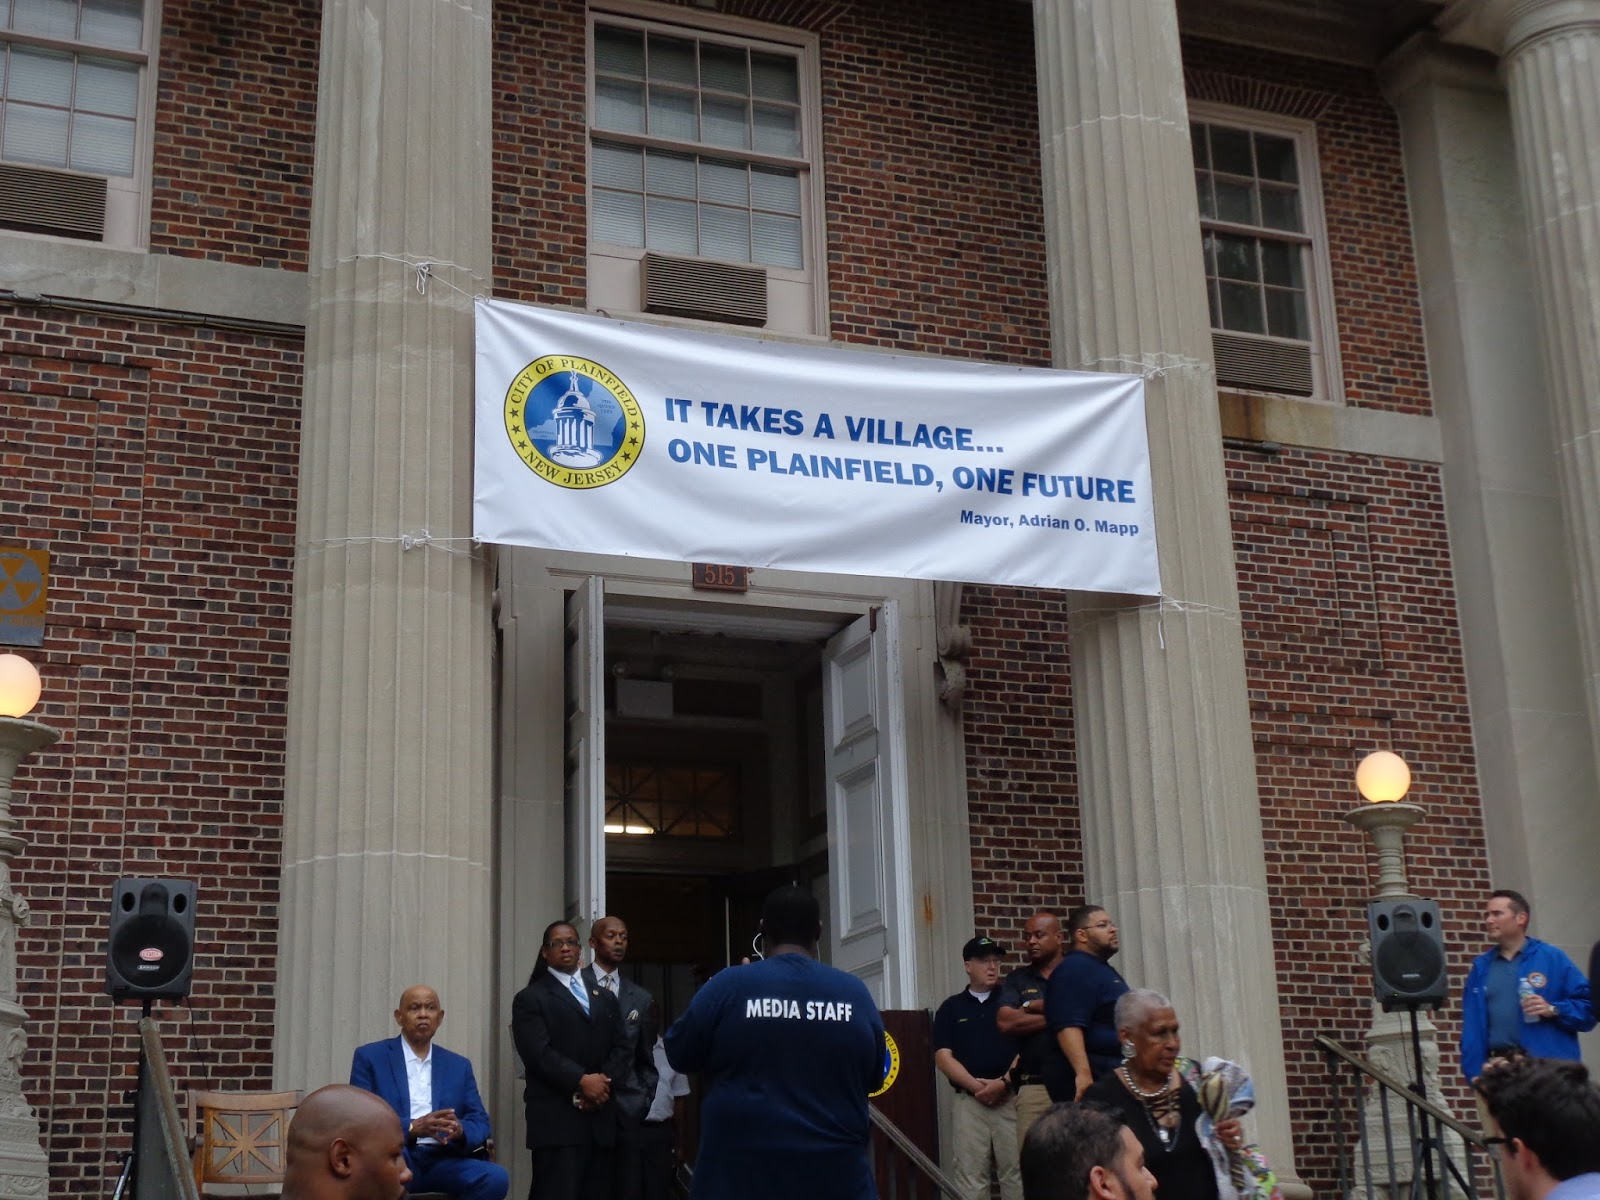 CITY OF PLAINFIELD
NEW JERSEY
IT TAKES A VILLAGE...
ONE PLAINFIELD, ONE FUTURE
Mayor, Adrian O. Mapp
515
MEDIA STAFF